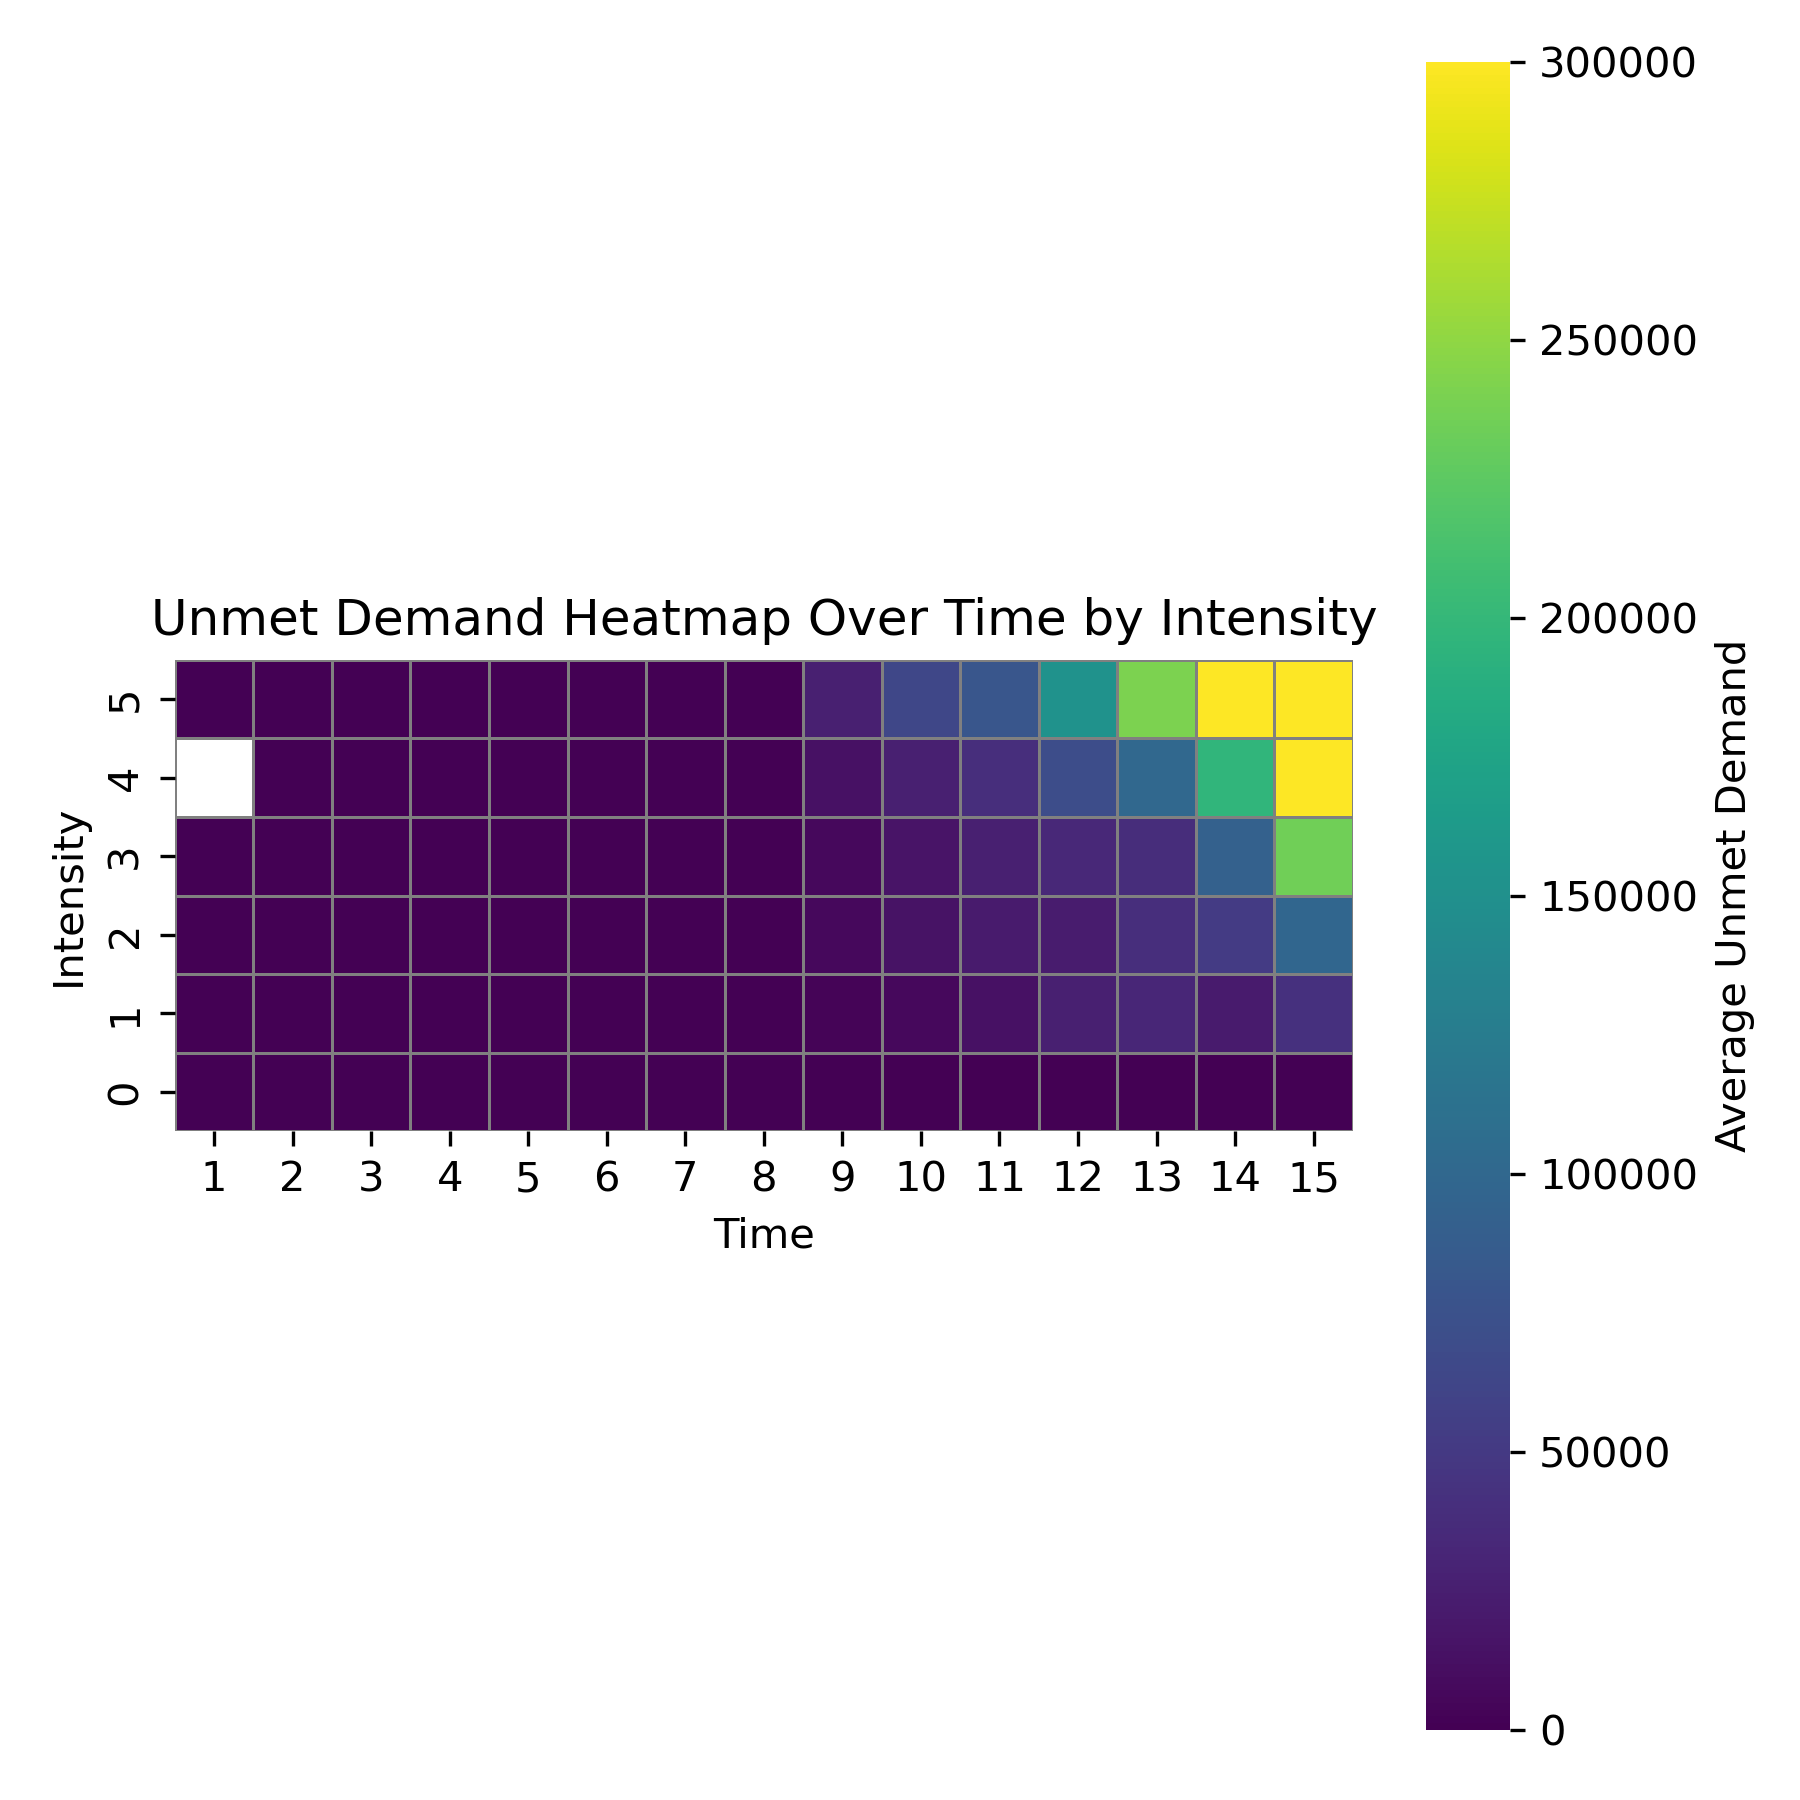 Unmet Demand Heatmap Over Time by Intensity
Intensity
5
4
3
2
1
0
1 2 3 4 5 6 7 8 9 10 11 12 13 14 15
Time
300000
250000
200000
150000
100000
50000
0
Average Unmet Demand